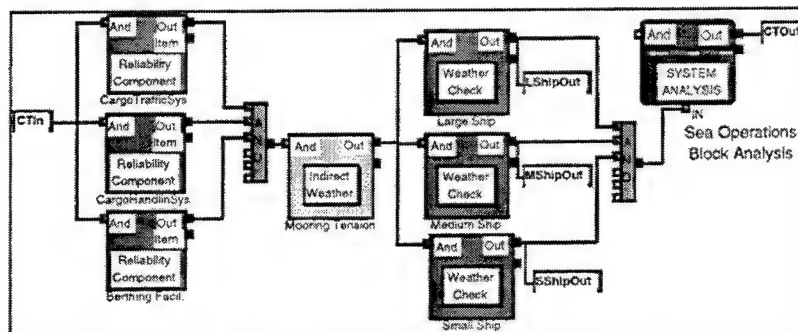 CTIn
And Out
Item
Reliability
Component
CargoTrafficSys
And Out
Item
Reliability
Component
CargoHandlinSys
And Out
Item
Reliability
Component
Berthing Facil.
A
N
D
And Out
Indirect
Weather
Mooring Tension
And Out
Weather
Check
Large Ship
LShipOut
And Out
Weather
Check
Medium Ship
MShipOut
And Out
Weather
Check
Small Ship
SShipOut
A
N
D
And Out
SYSTEM
ANALYSIS
IN
CTOut
Sea Operations
Block Analysis